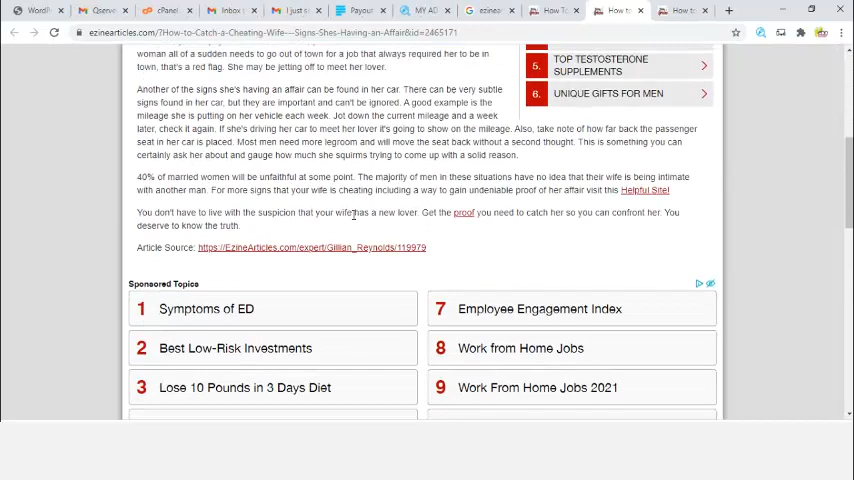 WordPr
Qserv
cPanel
Inbox (
I just s
Payout
MY AD
ezinea
How To
How to
How to
ezinearticles.com/?How-to-Catch-a-Cheating-Wife---Signs-Shes-Having-an-Affair&id=2465171
woman all of a sudden needs to go out of town for a job that always required her to be in
town, that's a red flag. She may be jetting off to meet her lover.
5. TOP TESTOSTERONE
SUPPLEMENTS
6. UNIQUE GIFTS FOR MEN
Another of the signs she's having an affair can be found in her car. There can be very subtle
signs found in her car, but they are important and can't be ignored. A good example is the
mileage she is putting on her vehicle each week. Jot down the current mileage and a week
later, check it again. If she's driving her car to meet her lover it's going to show on the mileage. Also, take note of how far back the passenger
seat in her car is placed. Most men need more legroom and will move the seat back without a second thought. This is something you can
certainly ask her about and gauge how much she squirms trying to come up with a solid reason.
40% of married women will be unfaithful at some point. The majority of men in these situations have no idea that their wife is being intimate
with another man. For more signs that your wife is cheating including a way to gain undeniable proof of her affair visit this Helpful Site!
You don't have to live with the suspicion that your wife has a new lover. Get the proof you need to catch her so you can confront her. You
deserve to know the truth.
Article Source: https://EzineArticles.com/expert/Gillian_Reynolds/119979
Sponsored Topics
1 Symptoms of ED
7 Employee Engagement Index
2 Best Low-Risk Investments
8 Work from Home Jobs
3 Lose 10 Pounds in 3 Days Diet
9 Work From Home Jobs 2021